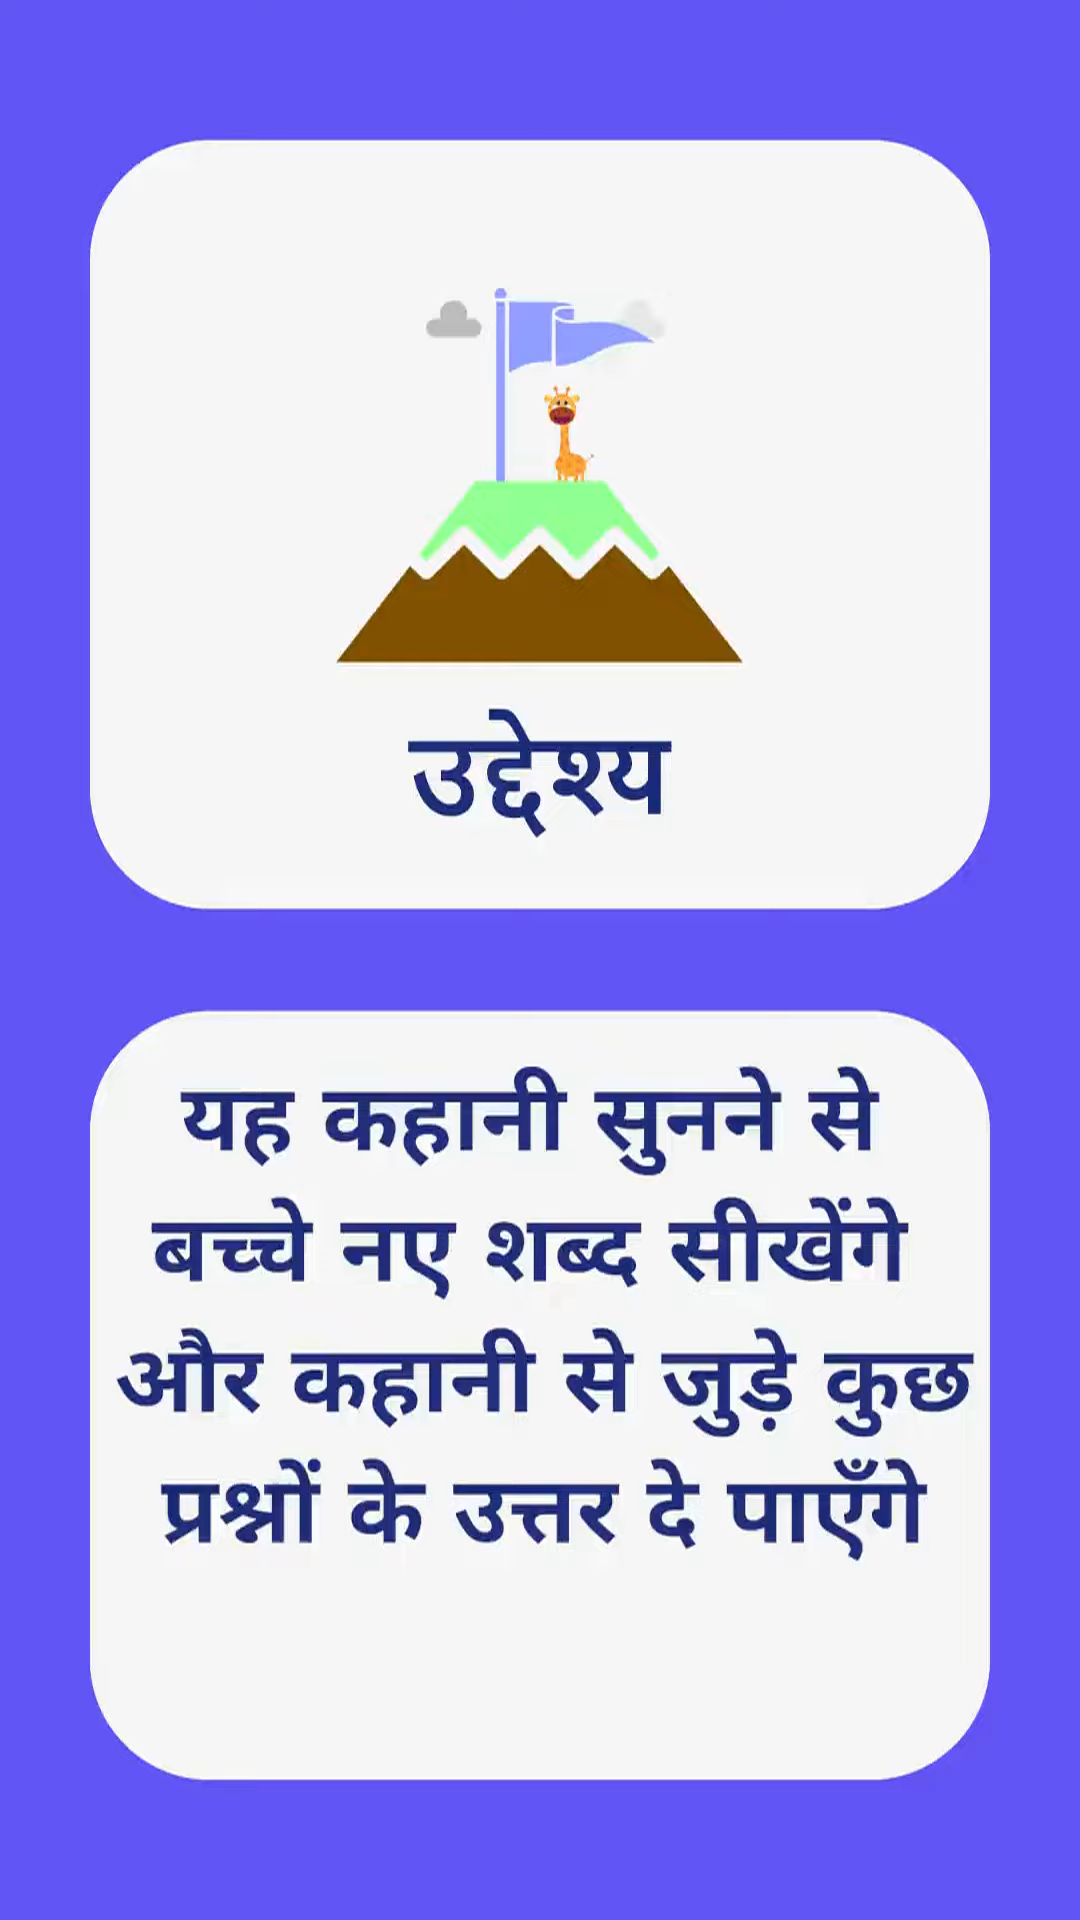 उद्देश्य
यह कहानी सुनने से
बच्चे नए शब्द सीखेंगे
और कहानी से जुड़े कुछ
प्रश्नों के उत्तर दे पाएँगे